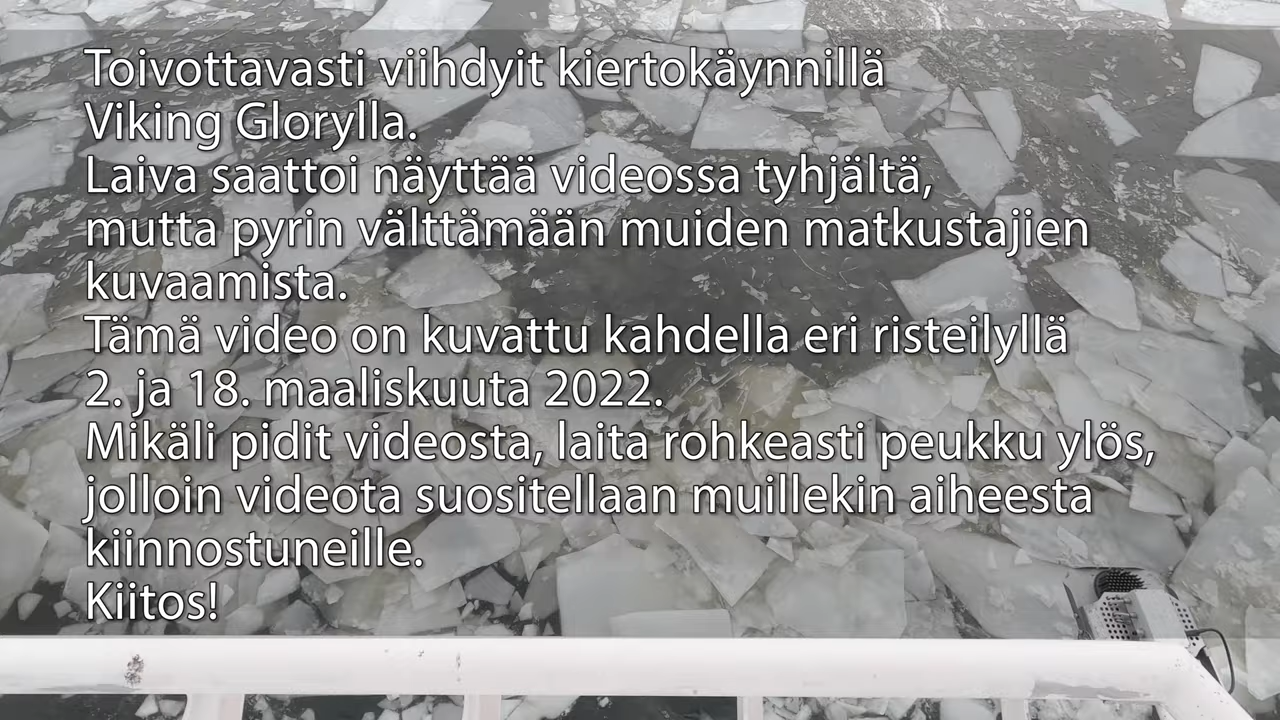 Toivottavasti viihdyit kiertokäynnillä
Viking Glorylla.
Laiva saattoi näyttää videossa tyhjältä,
mutta pyrin välttämään muiden matkustajien
kuvaamista.
Tämä video on kuvattu kahdella eri risteilyllä
2. ja 18. maaliskuuta 2022.
Mikäli pidit videosta, laita rohkeasti peukku ylös,
jolloin videota suositellaan muillekin aiheesta
kiinnostuneille.
Kiitos!